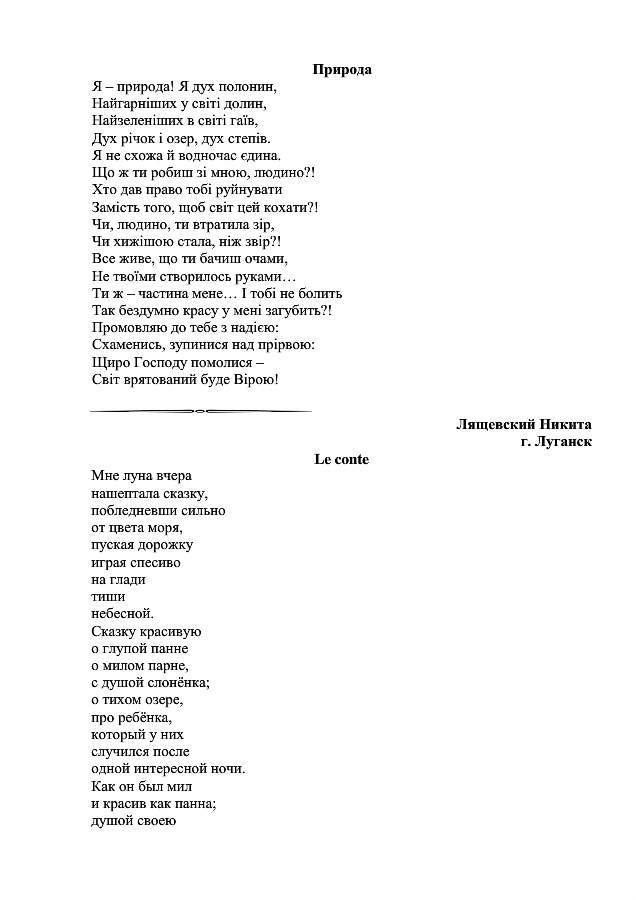 Природа
Я – природа! Я дух полонин,
Найгарніших у світі долин,
Найзеленіших в світі гаїв,
Дух річок і озер, дух степів.
Я не схожа й водночас єдина.
Що ж ти робиш зі мною, людино?!
Хто дав право тобі руйнувати
Замість того, щоб світ цей кохати?!
Чи, людино, ти втратила зір,
Чи хижішою стала, ніж звір?!
Все живе, що ти бачиш очами,
Не твоїми створилось руками…
Ти ж – частина мене… І тобі не болить
Так бездумно красу у мені загубить?!
Промовляю до тебе з надією:
Схаменись, зупинися над прірвою:
Щиро Господу помолися –
Світ врятований буде Вірою!
Лящевский Никита
г. Луганск
Le conte
Мне луна вчера
нашептала сказку,
побледневши сильно
от цвета моря,
пуская дорожку
играя спесиво
на глади
тиши
небесной.
Сказку красивую
о глупой панне
о милом парне,
с душой слонёнка;
о тихом озере,
про ребёнка,
который у них
случился после
одной интересной ночи.
Как он был мил
и красив как панна;
душой своею